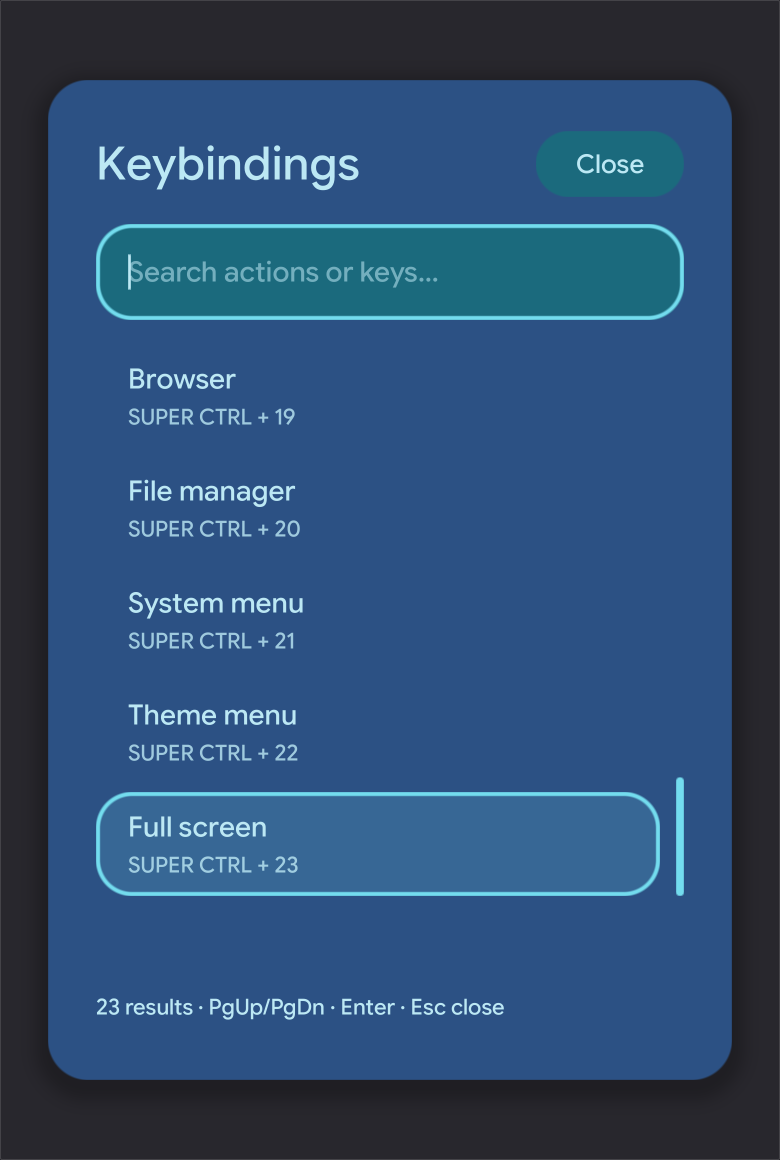 Keybindings
Close
Search actions or keys...
Browser
SUPER CTRL + 19
File manager
SUPER CTRL + 20
System menu
SUPER CTRL + 21
Theme menu
SUPER CTRL + 22
Full screen
SUPER CTRL + 23
23 results · PgUp/PgDn · Enter · Esc close